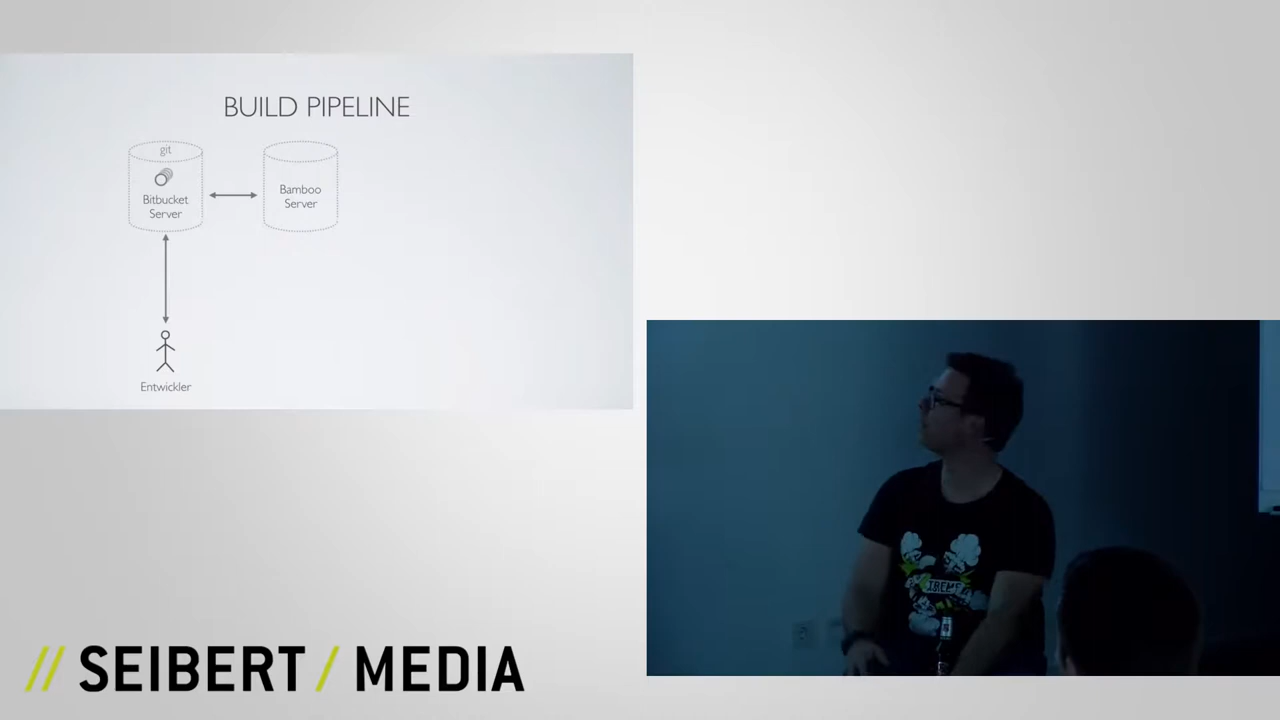 BUILD PIPELINE
git
Bitbucket
Server
Bamboo
Server
Entwickler
// SEIBERT / MEDIA